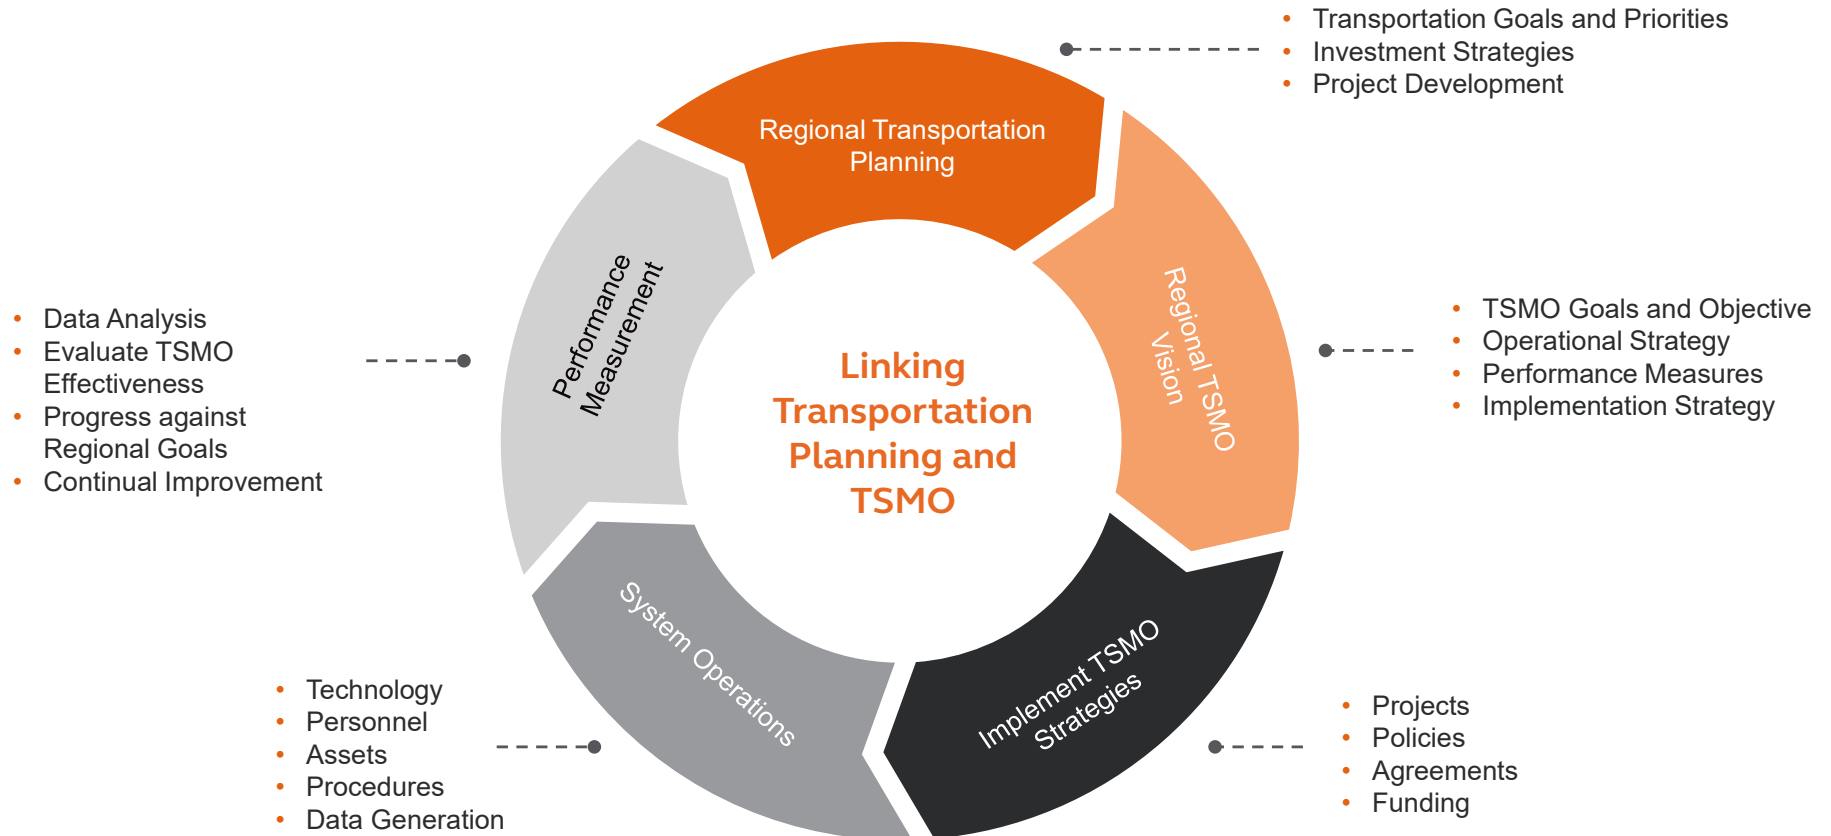 • Transportation Goals and Priorities
• Investment Strategies
• Project Development
Regional Transportation
Planning
Regional TSMO
Vision
• TSMO Goals and Objective
• Operational Strategy
• Performance Measures
• Implementation Strategy
Implement TSMO
Strategies
• Projects
• Policies
• Agreements
• Funding
System Operations
• Technology
• Personnel
• Assets
• Procedures
• Data Generation
Performance
Measurement
• Data Analysis
• Evaluate TSMO
Effectiveness
• Progress against
Regional Goals
• Continual Improvement
Linking
Transportation
Planning and
TSMO